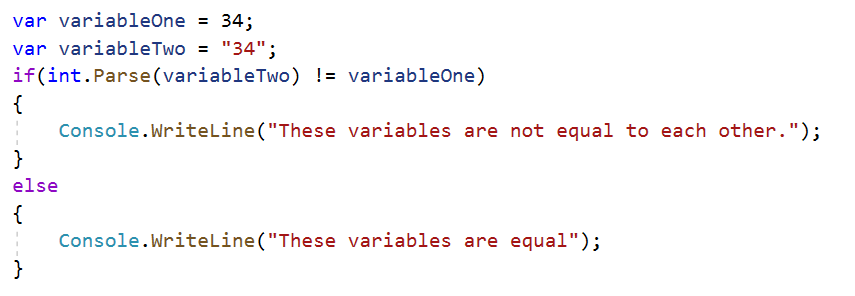 var variableOne = 34;
var variableTwo = "34";
if(int.Parse(variableTwo) != variableOne)
{
    Console.WriteLine("These variables are not equal to each other.");
}
else
{
    Console.WriteLine("These variables are equal");
}